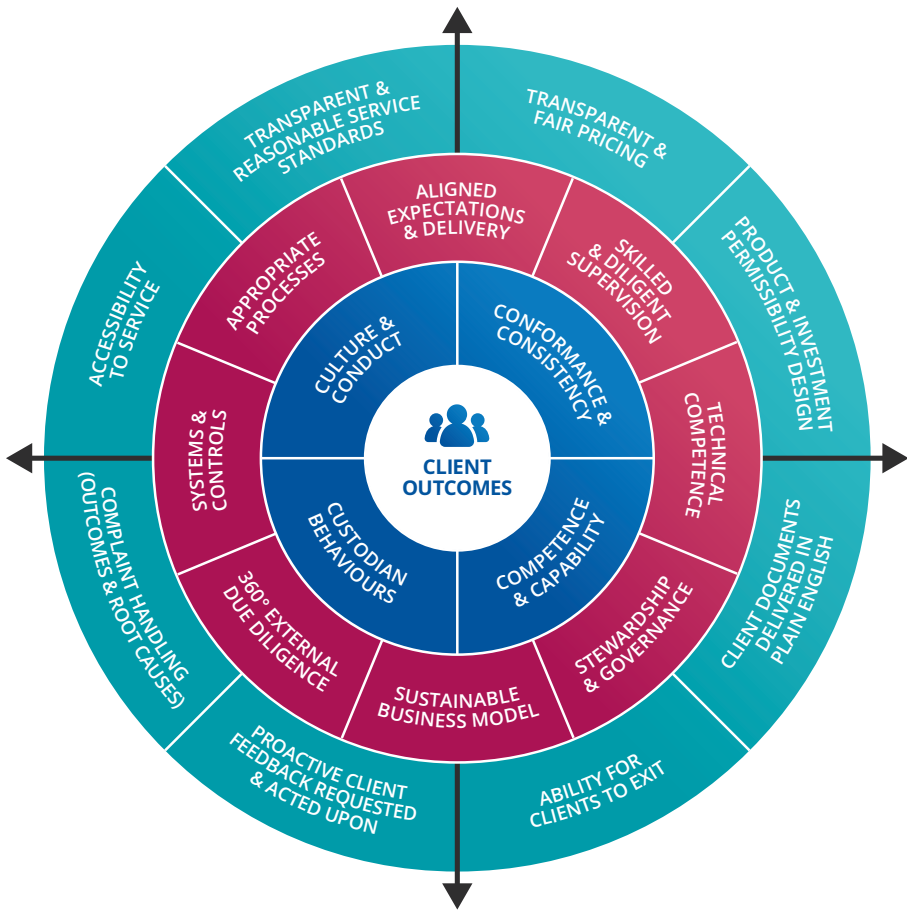 TRANSPARENT &
REASONABLE SERVICE
STANDARDS
TRANSPARENT &
FAIR PRICING
PRODUCT & INVESTMENT
PERMISSIBILITY DESIGN
CLIENT DOCUMENTS
DELIVERED IN
PLAIN ENGLISH
ABILITY FOR
CLIENTS TO EXIT
PROACTIVE CLIENT
FEEDBACK REQUESTED
& ACTED UPON
COMPLAINT HANDLING
(OUTCOMES & ROOT CAUSES)
ACCESSIBILITY
TO SERVICE
ALIGNED
EXPECTATIONS
& DELIVERY
SKILLED
& DILIGENT
SUPERVISION
TECHNICAL
COMPETENCE
STEWARDSHIP
& GOVERNANCE
SUSTAINABLE
BUSINESS MODEL
360° EXTERNAL
DUE DILIGENCE
SYSTEMS &
CONTROLS
APPROPRIATE
PROCESSES
CULTURE &
CONDUCT
CONFORMANCE &
CONSISTENCY
COMPETENCE
& CAPABILITY
CUSTODIAN
BEHAVIOURS
CLIENT
OUTCOMES